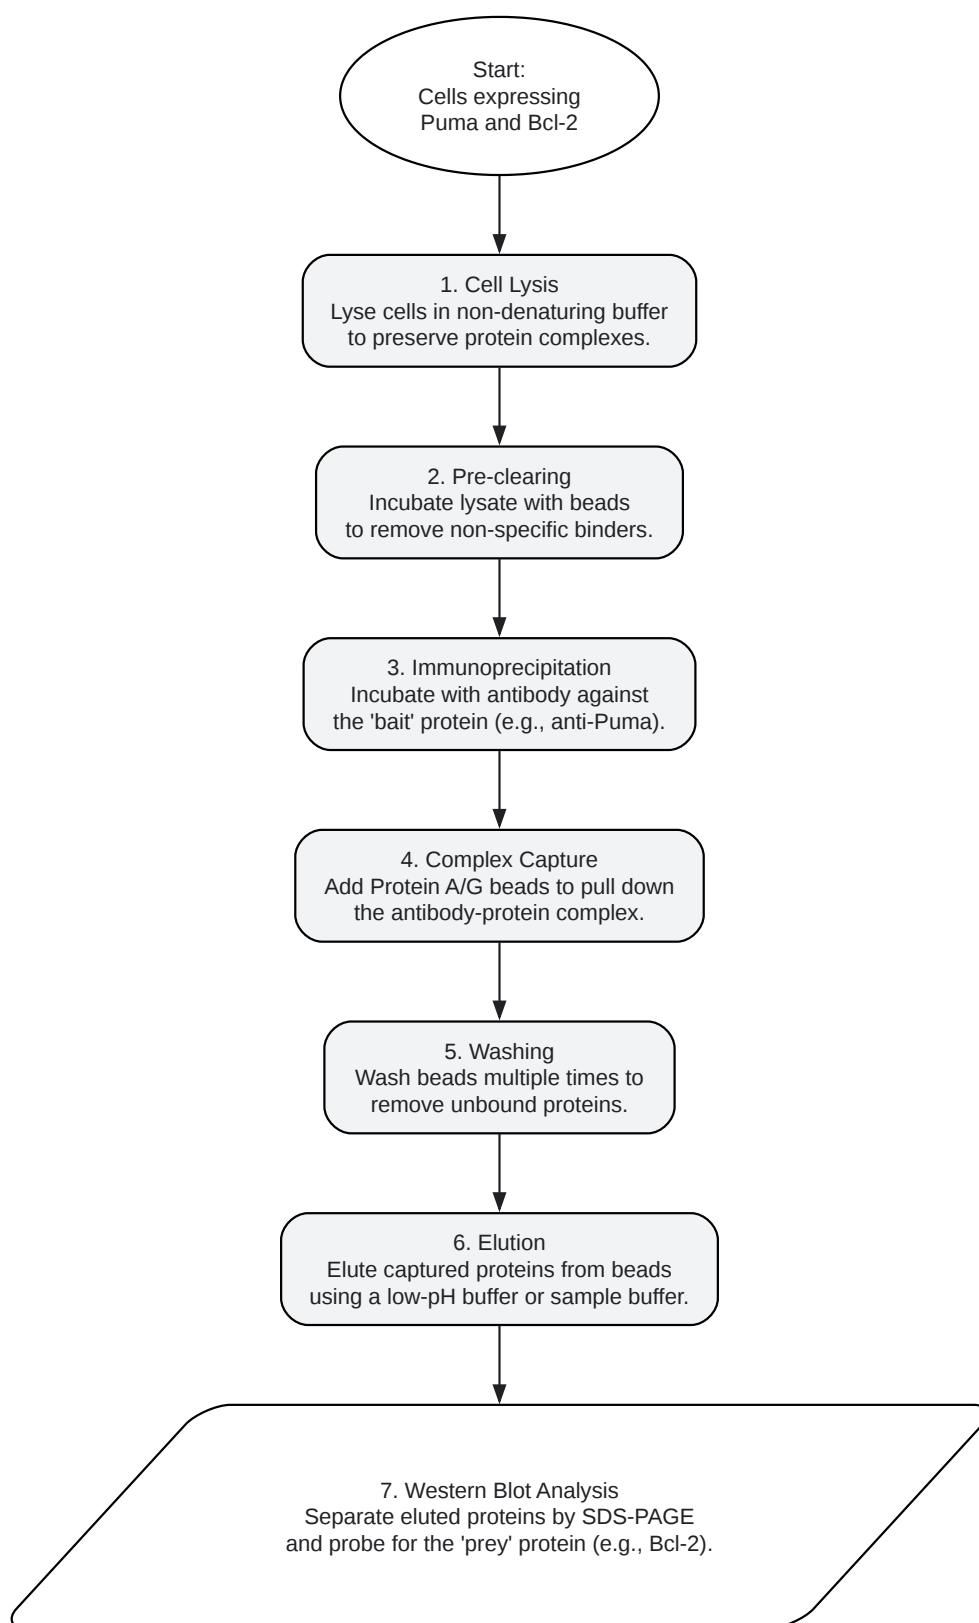 Start:
Cells expressing
Puma and Bcl-2
1. Cell Lysis
Lyse cells in non-denaturing buffer
to preserve protein complexes.
2. Pre-clearing
Incubate lysate with beads
to remove non-specific binders.
3. Immunoprecipitation
Incubate with antibody against
the 'bait' protein (e.g., anti-Puma).
4. Complex Capture
Add Protein A/G beads to pull down
the antibody-protein complex.
5. Washing
Wash beads multiple times to
remove unbound proteins.
6. Elution
Elute captured proteins from beads
using a low-pH buffer or sample buffer.
7. Western Blot Analysis
Separate eluted proteins by SDS-PAGE
and probe for the 'prey' protein (e.g., Bcl-2).